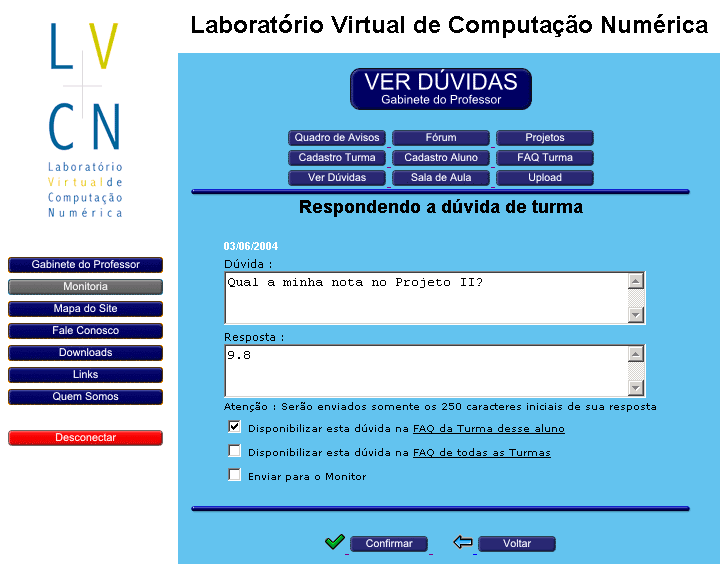 Laboratório Virtual de Computação Numérica
L V
C N
Laboratório
Virtual de
Computação
Numérica
VER DÚVIDAS
Gabinete do Professor
Quadro de Avisos Fórum Projetos
Cadastro Turma Cadastro Aluno FAQ Turma
Ver Dúvidas Sala de Aula Upload
Respondendo a dúvida de turma
Gabinete do Professor
Monitoria
Mapa do Site
Fale Conosco
Downloads
Links
Quem Somos
Desconectar
03/06/2004
Dúvida :
Qual a minha nota no Projeto II?
Resposta :
9.8
Atenção : Serão enviados somente os 250 caracteres iniciais de sua resposta
Disponibilizar esta dúvida na FAQ da Turma desse aluno
Disponibilizar esta dúvida na FAQ de todas as Turmas
Enviar para o Monitor
Confirmar Voltar